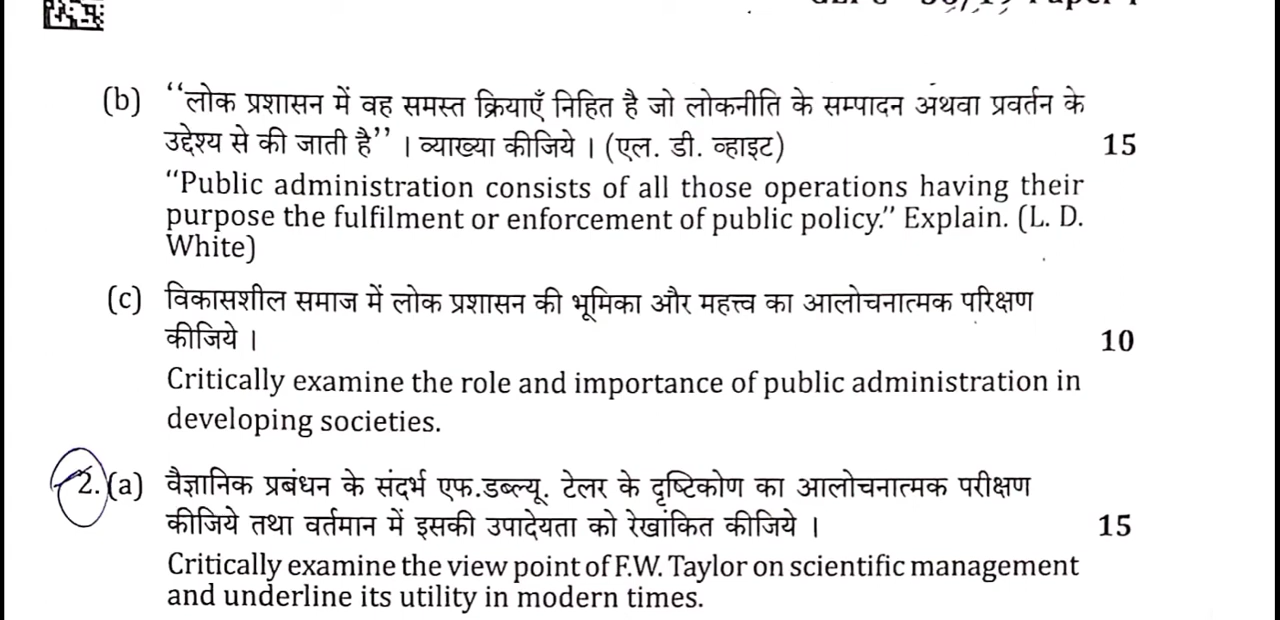 (b) “लोक प्रशासन में वह समस्त क्रियाएँ निहित है जो लोकनीति के सम्पादन अथवा प्रवर्तन के
उद्देश्य से की जाती है” । व्याख्या कीजिये । (एल. डी. व्हाइट) 15
“Public administration consists of all those operations having their
purpose the fulfilment or enforcement of public policy.” Explain. (L. D.
White)
(c) विकासशील समाज में लोक प्रशासन की भूमिका और महत्त्व का आलोचनात्मक परिक्षण
कीजिये । 10
Critically examine the role and importance of public administration in
developing societies.
2. (a) वैज्ञानिक प्रबंधन के संदर्भ एफ.डब्ल्यू. टेलर के दृष्टिकोण का आलोचनात्मक परीक्षण
कीजिये तथा वर्तमान में इसकी उपादेयता को रेखांकित कीजिये । 15
Critically examine the view point of F.W. Taylor on scientific management
and underline its utility in modern times.